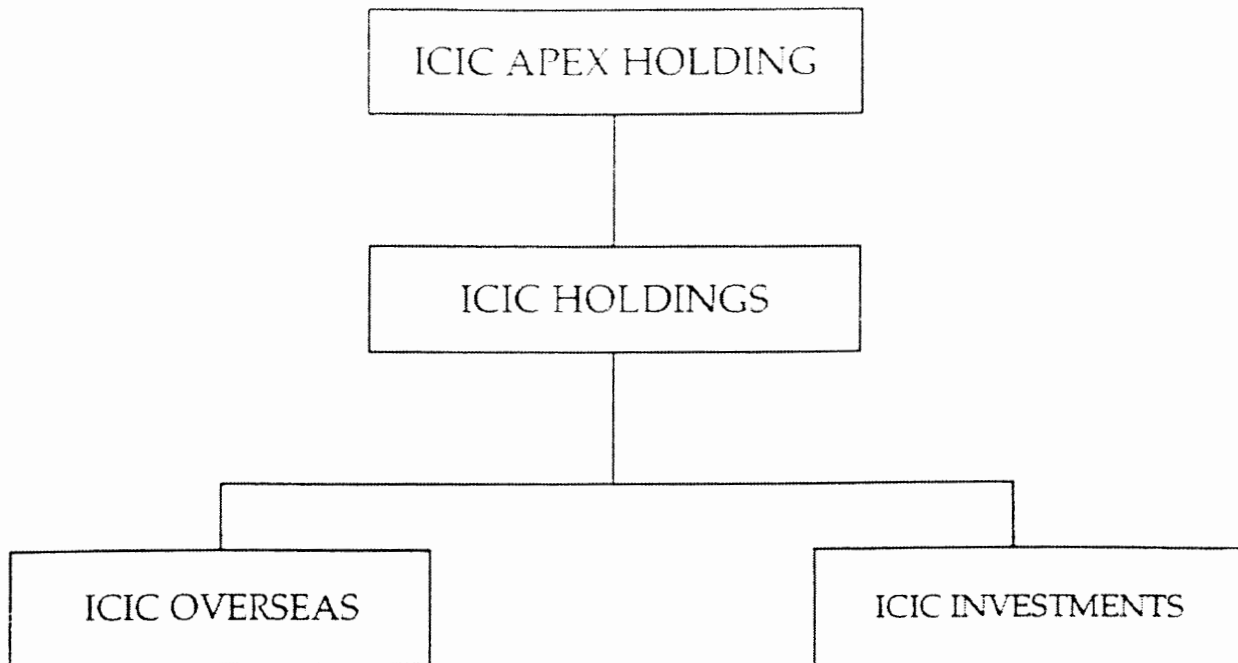 ICIC APEX HOLDING
ICIC HOLDINGS
ICIC OVERSEAS
ICIC INVESTMENTS